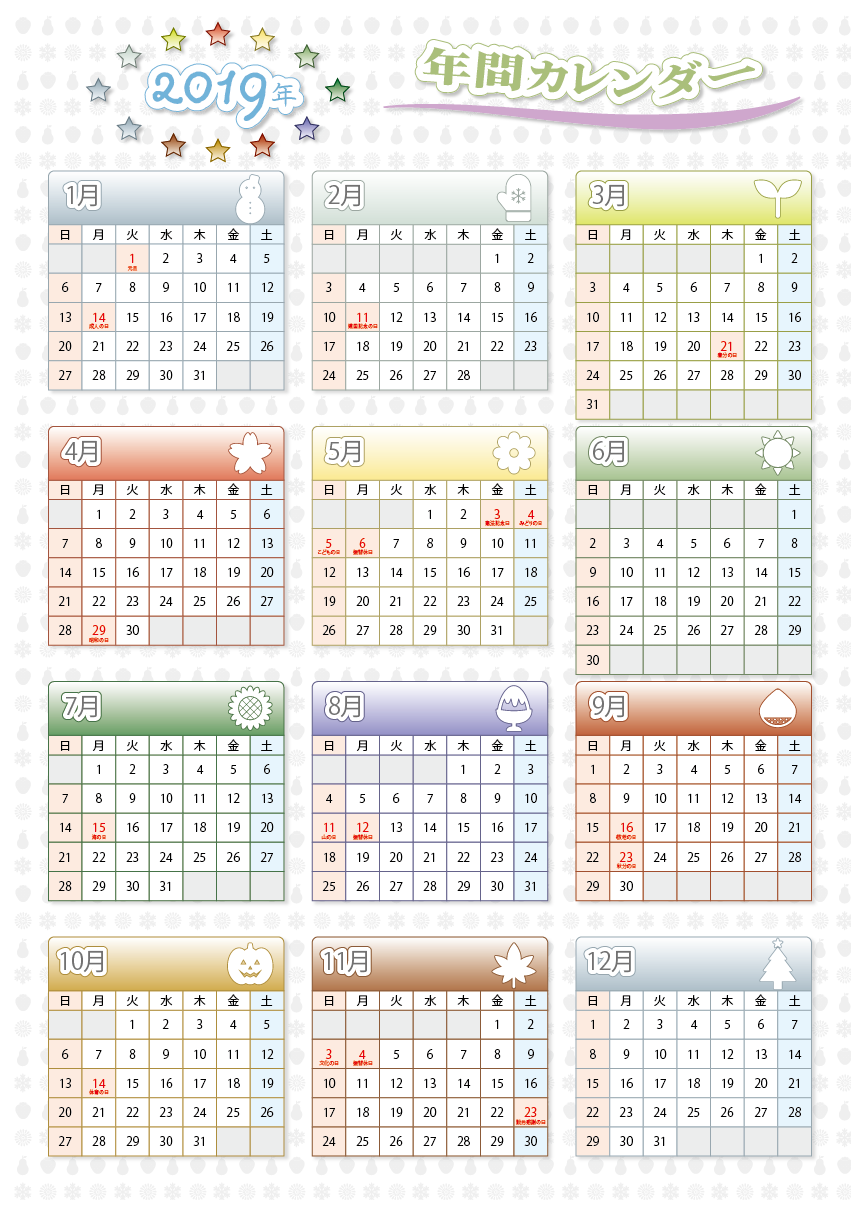 2019年
年間カレンダー
1月
日 月 火 水 木 金 土
1 2 3 4 5
元旦
6 7 8 9 10 11 12
13 14 15 16 17 18 19
成人の日
20 21 22 23 24 25 26
27 28 29 30 31
2月
日 月 火 水 木 金 土
1 2
3 4 5 6 7 8 9
10 11 12 13 14 15 16
建国記念の日
17 18 19 20 21 22 23
24 25 26 27 28
3月
日 月 火 水 木 金 土
1 2
3 4 5 6 7 8 9
10 11 12 13 14 15 16
17 18 19 20 21 22 23
春分の日
24 25 26 27 28 29 30
31
4月
日 月 火 水 木 金 土
1 2 3 4 5 6
7 8 9 10 11 12 13
14 15 16 17 18 19 20
21 22 23 24 25 26 27
28 29 30
昭和の日
5月
日 月 火 水 木 金 土
1 2 3 4
憲法記念日 みどりの日
5 6 7 8 9 10 11
こどもの日 振替休日
12 13 14 15 16 17 18
19 20 21 22 23 24 25
26 27 28 29 30 31
6月
日 月 火 水 木 金 土
1
2 3 4 5 6 7 8
9 10 11 12 13 14 15
16 17 18 19 20 21 22
23 24 25 26 27 28 29
30
7月
日 月 火 水 木 金 土
1 2 3 4 5 6
7 8 9 10 11 12 13
14 15 16 17 18 19 20
海の日
21 22 23 24 25 26 27
28 29 30 31
8月
日 月 火 水 木 金 土
1 2 3
4 5 6 7 8 9 10
11 12 13 14 15 16 17
山の日 振替休日
18 19 20 21 22 23 24
25 26 27 28 29 30 31
9月
日 月 火 水 木 金 土
1 2 3 4 5 6 7
8 9 10 11 12 13 14
15 16 17 18 19 20 21
敬老の日
22 23 24 25 26 27 28
秋分の日
29 30
10月
日 月 火 水 木 金 土
1 2 3 4 5
6 7 8 9 10 11 12
13 14 15 16 17 18 19
体育の日
20 21 22 23 24 25 26
27 28 29 30 31
11月
日 月 火 水 木 金 土
1 2
3 4 5 6 7 8 9
文化の日 振替休日
10 11 12 13 14 15 16
17 18 19 20 21 22 23
勤労感謝の日
24 25 26 27 28 29 30
12月
日 月 火 水 木 金 土
1 2 3 4 5 6 7
8 9 10 11 12 13 14
15 16 17 18 19 20 21
22 23 24 25 26 27 28
29 30 31